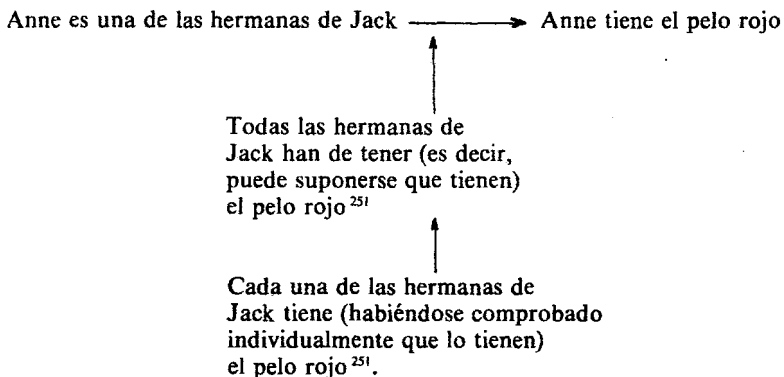 Anne es una de las hermanas de Jack Anne tiene el pelo rojo
Todas las hermanas de
Jack han de tener (es decir,
puede suponerse que tienen)
el pelo rojo 251
Cada una de las hermanas de
Jack tiene (habiéndose comprobado
individualmente que lo tienen)
el pelo rojo 251.